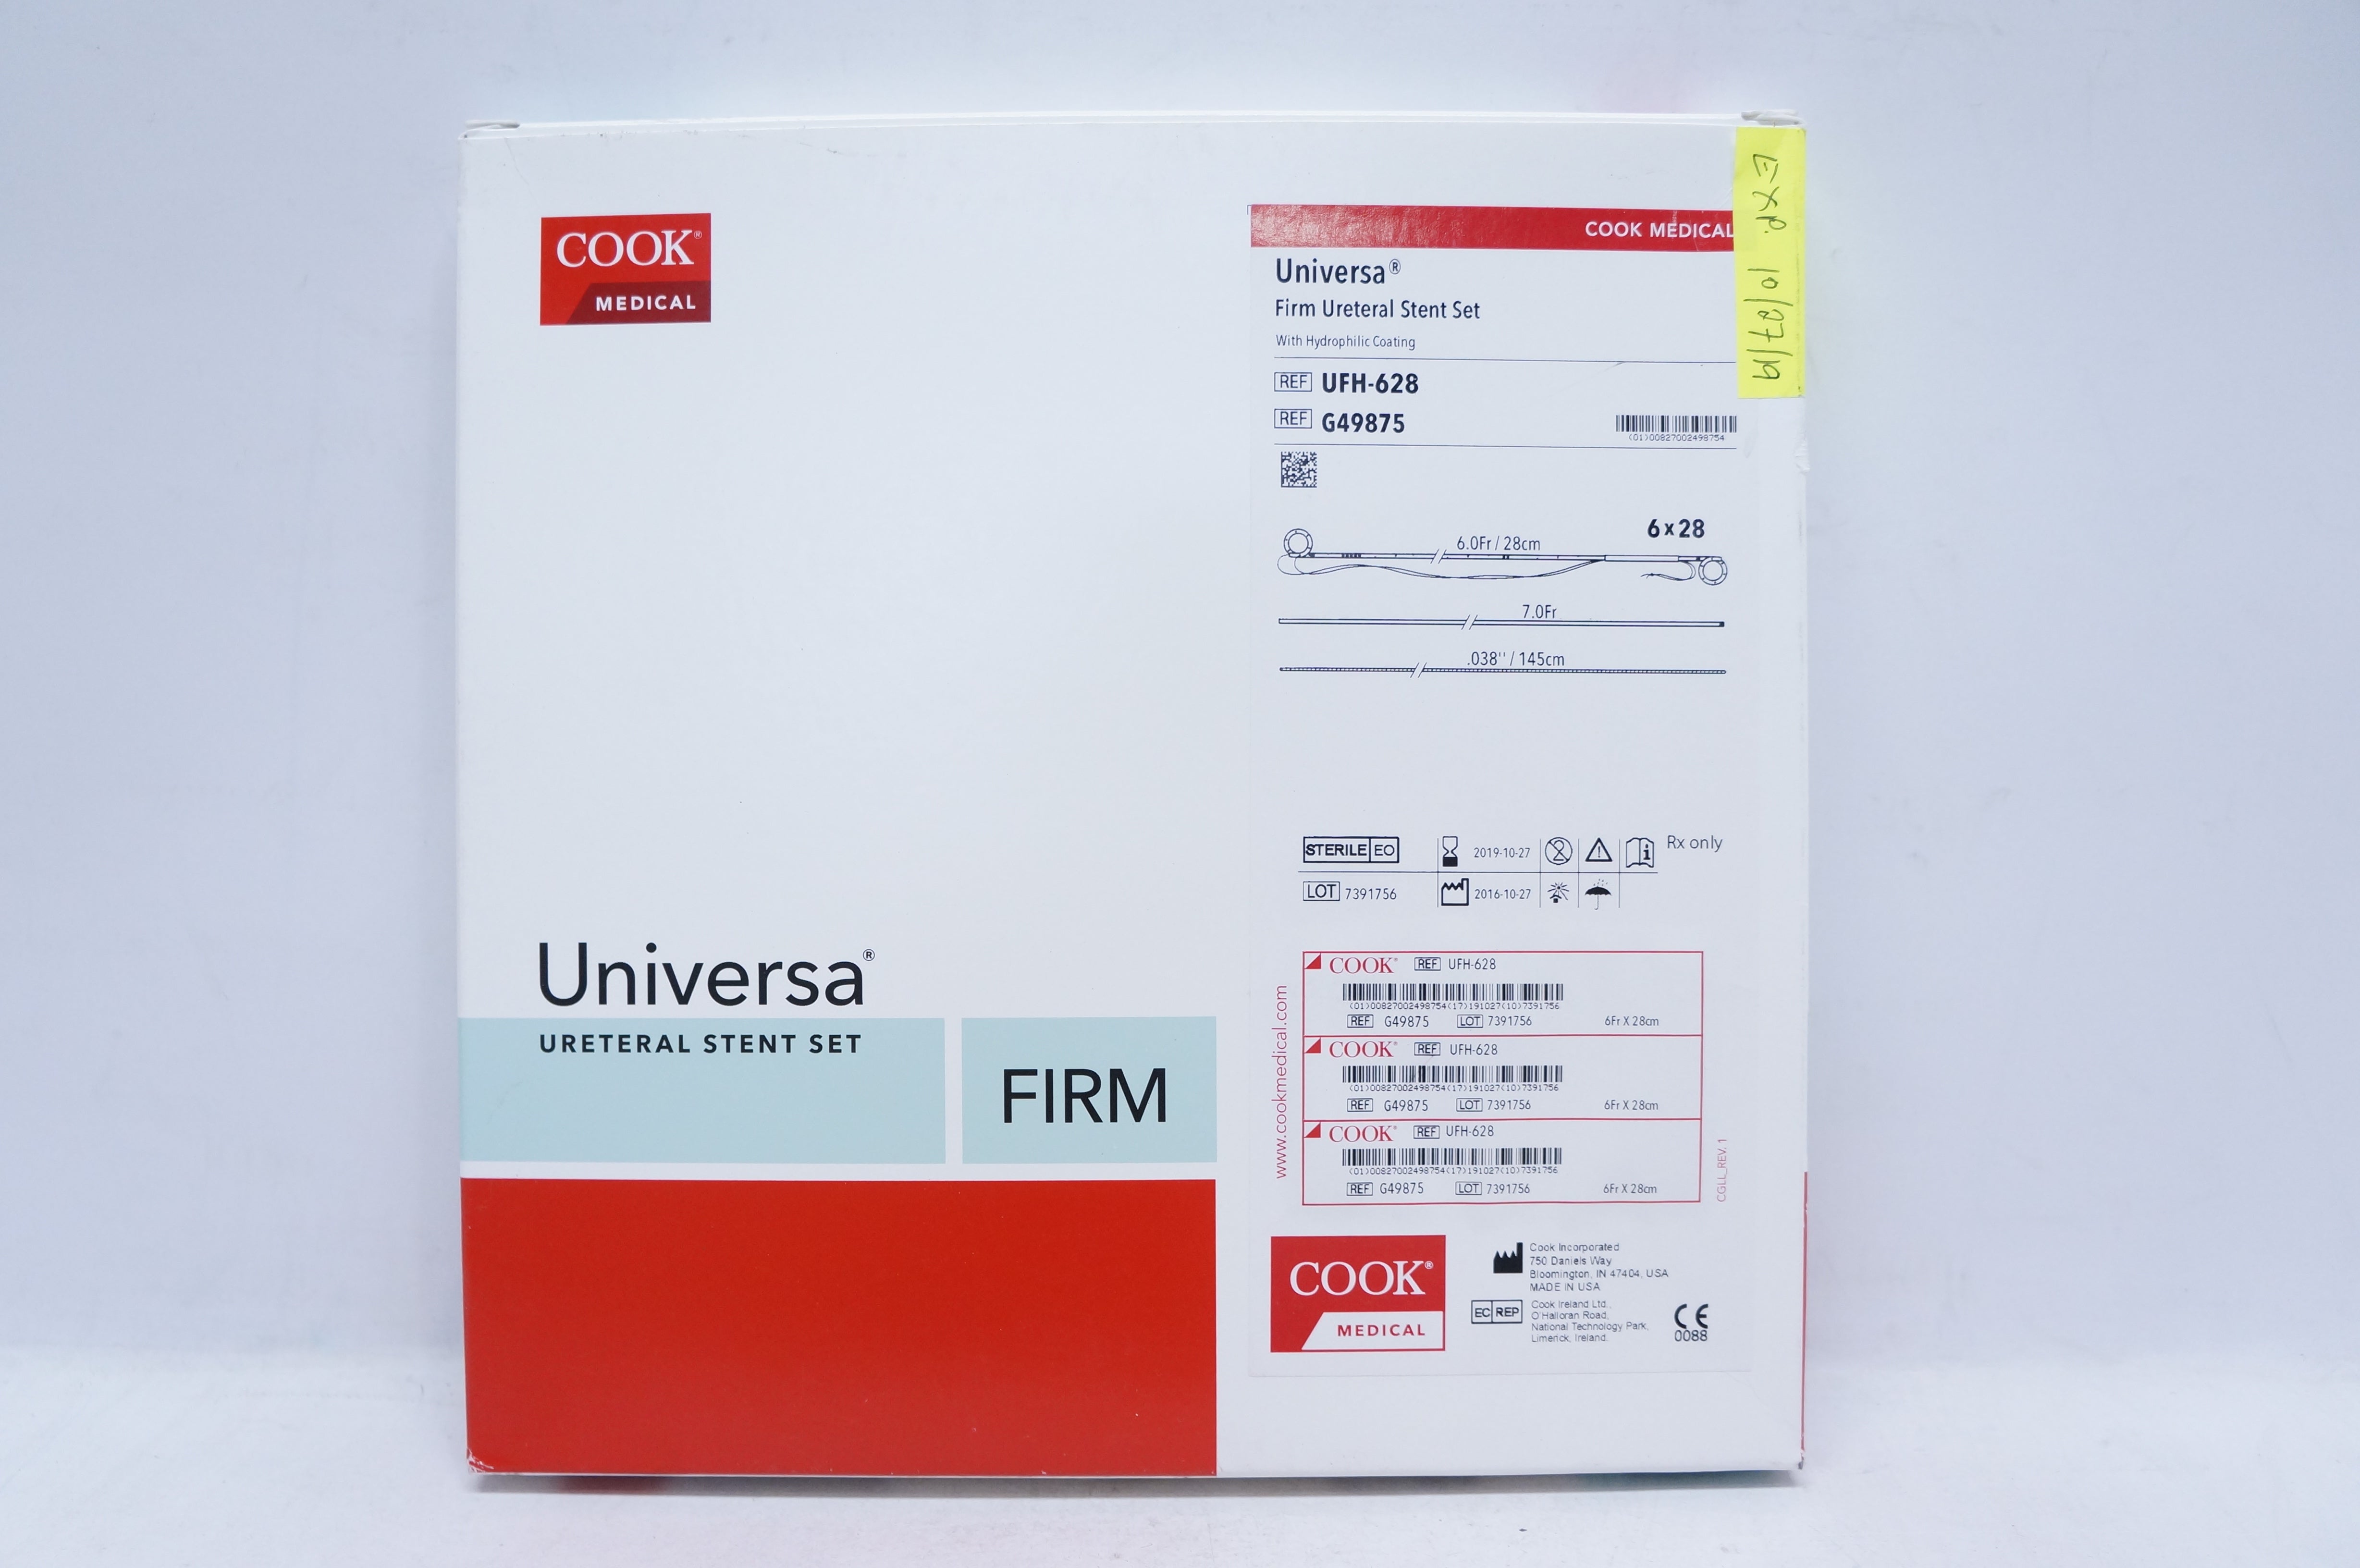 COOK®
MEDICAL
Universa®
URETERAL STENT SET
FIRM
COOK MEDICAL
Universa®
Firm Ureteral Stent Set
With Hydrophilic Coating
REF UFH-628
REF G49875
(01)00827002498754
6x28
6.0Fr / 28cm
7.0Fr
.038'' / 145cm
STERILE EO 2019-10-27 2 Rx only
LOT 7391756 2016-10-27
www.cookmedical.com
COOK® REF UFH-628
(01)00827002498754(17)191027(10)7391756
REF G49875 LOT 7391756 6Fr X 28cm
COOK® REF UFH-628
(01)00827002498754(17)191027(10)7391756
REF G49875 LOT 7391756 6Fr X 28cm
COOK® REF UFH-628
(01)00827002498754(17)191027(10)7391756
REF G49875 LOT 7391756 6Fr X 28cm
CGLL_REV. 1
COOK®
MEDICAL
Cook Incorporated
750 Daniels Way
Bloomington, IN 47404, USA
MADE IN USA
EC REP
Cook Ireland Ltd.,
O'Halloran Road,
National Technology Park,
Limerick, Ireland.
CE
0088